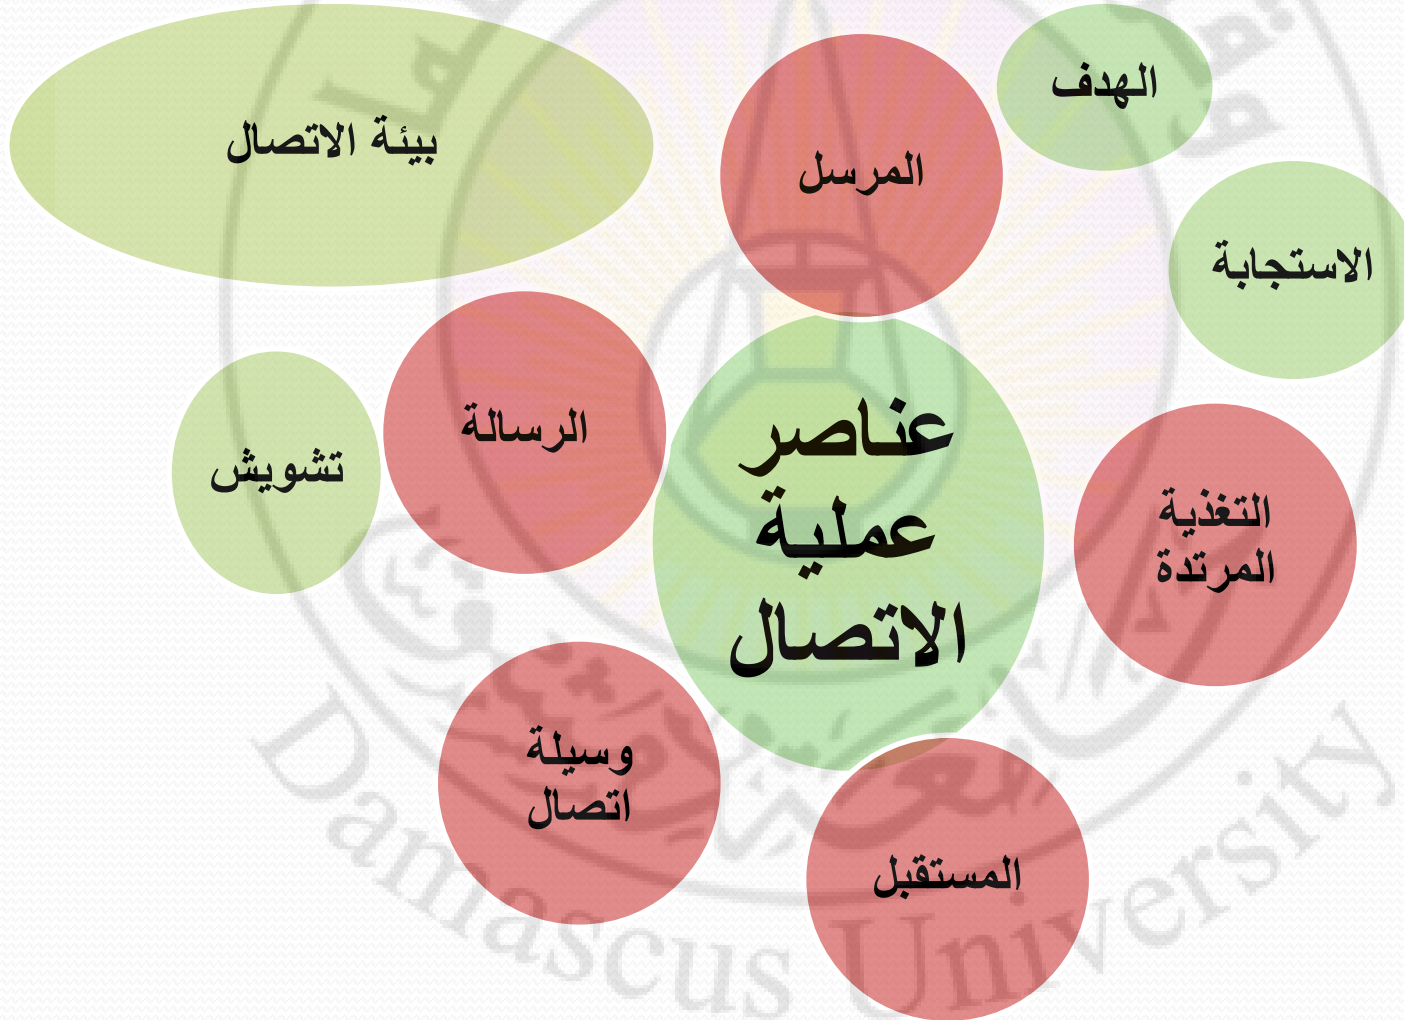 الهدف
المرسل
بيئة الاتصال
الاستجابة
الرسالة
تشويش
عناصر
عملية
الاتصال
التغذية
المرتدة
وسيلة
اتصال
المستقبل
Damascus University